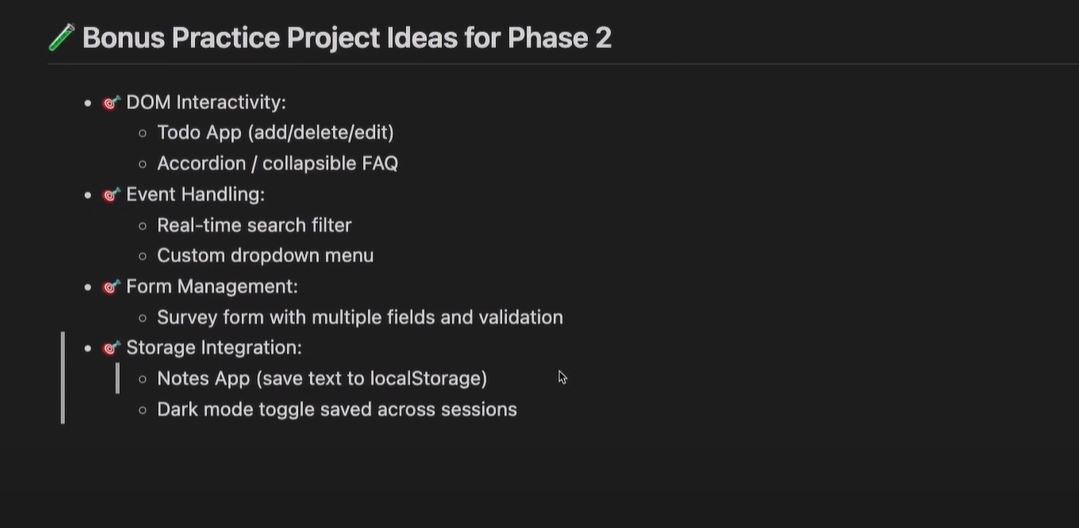 Bonus Practice Project Ideas for Phase 2
DOM Interactivity:
Todo App (add/delete/edit)
Accordion / collapsible FAQ
Event Handling:
Real-time search filter
Custom dropdown menu
Form Management:
Survey form with multiple fields and validation
Storage Integration:
Notes App (save text to localStorage)
Dark mode toggle saved across sessions